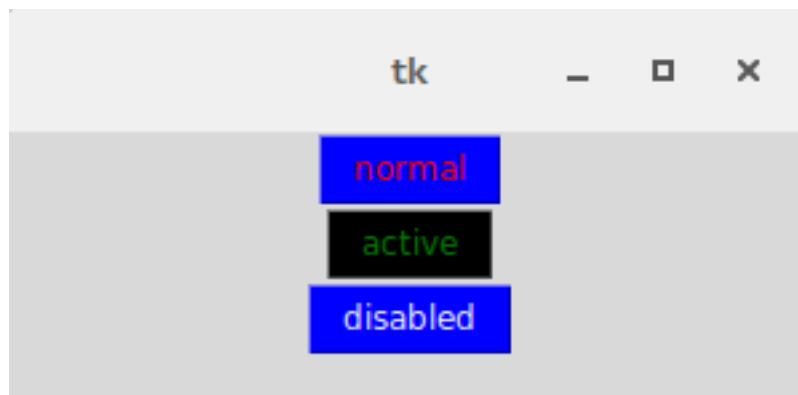 tk
normal
active
disabled